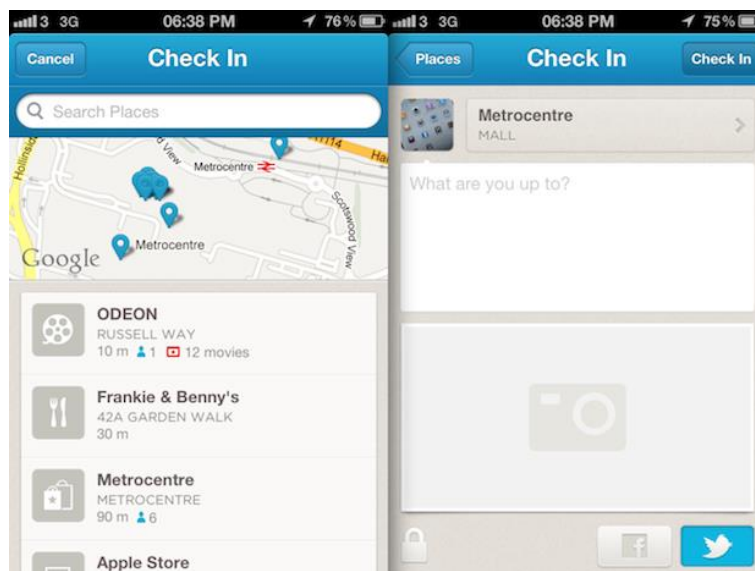 3 3G 06:38 PM 76%
Cancel Check In
Search Places
Hollinside
View
Metrocentre
Scotswood View
Metrocentre
Google
ODEON
RUSSELL WAY
10 m 1 12 movies
Frankie & Benny's
42A GARDEN WALK
30 m
Metrocentre
METROCENTRE
90 m 6
Apple Store
3 3G 06:38 PM 75%
Places Check In Check In
Metrocentre
MALL
What are you up to?